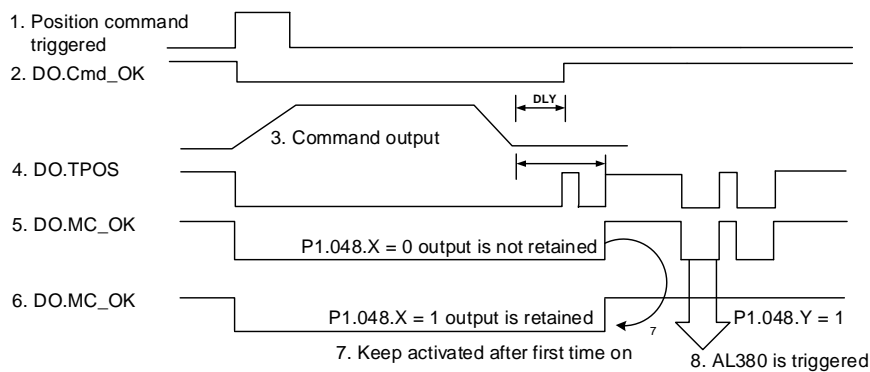 1. Position command
triggered
2. DO.Cmd_OK
DLY
3. Command output
4. DO.TPOS
5. DO.MC_OK
P1.048.X = 0 output is not retained
6. DO.MC_OK
P1.048.X = 1 output is retained
7
P1.048.Y = 1
7. Keep activated after first time on
8. AL380 is triggered